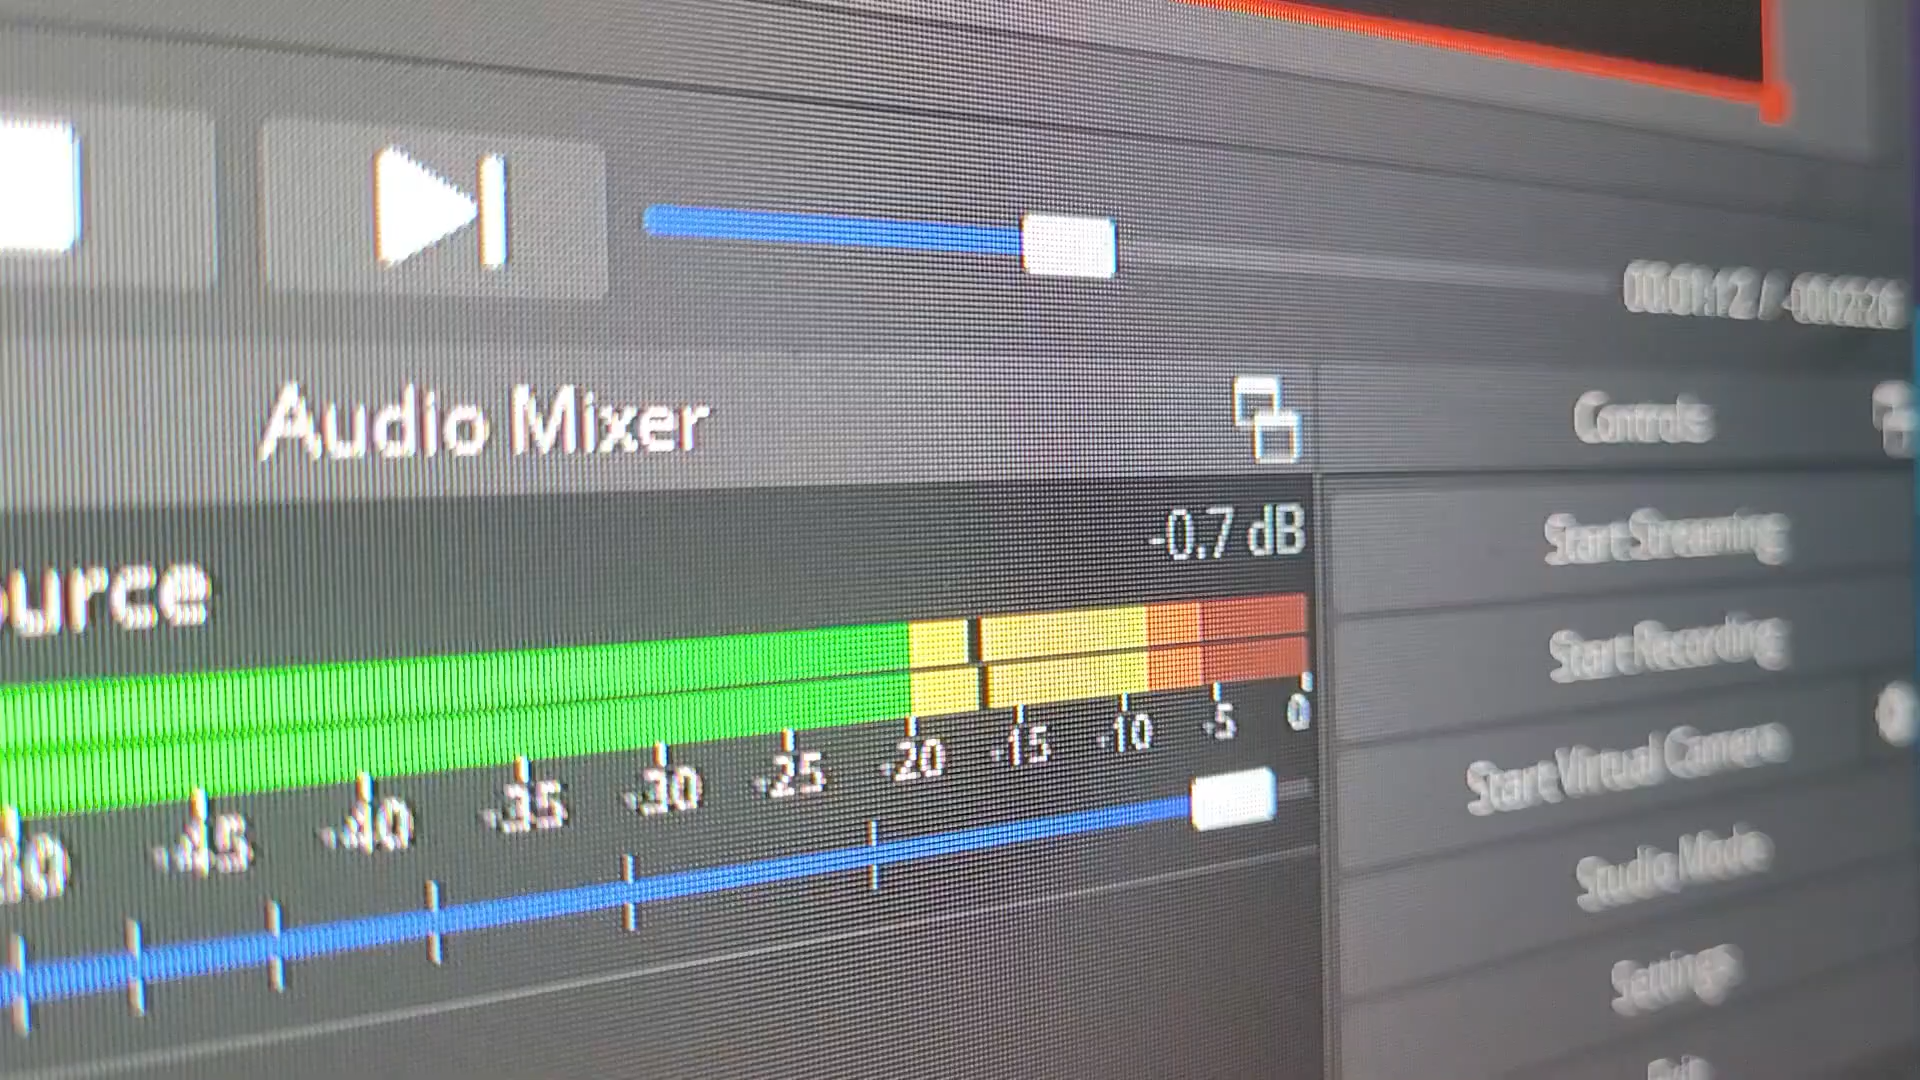 00:01:12 / -00:02:26
Audio Mixer
Controls
-0.7 dB
ource
Start Streaming
Start Recording
Start Virtual Camera
Studio Mode
Settings
-45 -40 -35 -30 -25 -20 -15 -10 -5 0